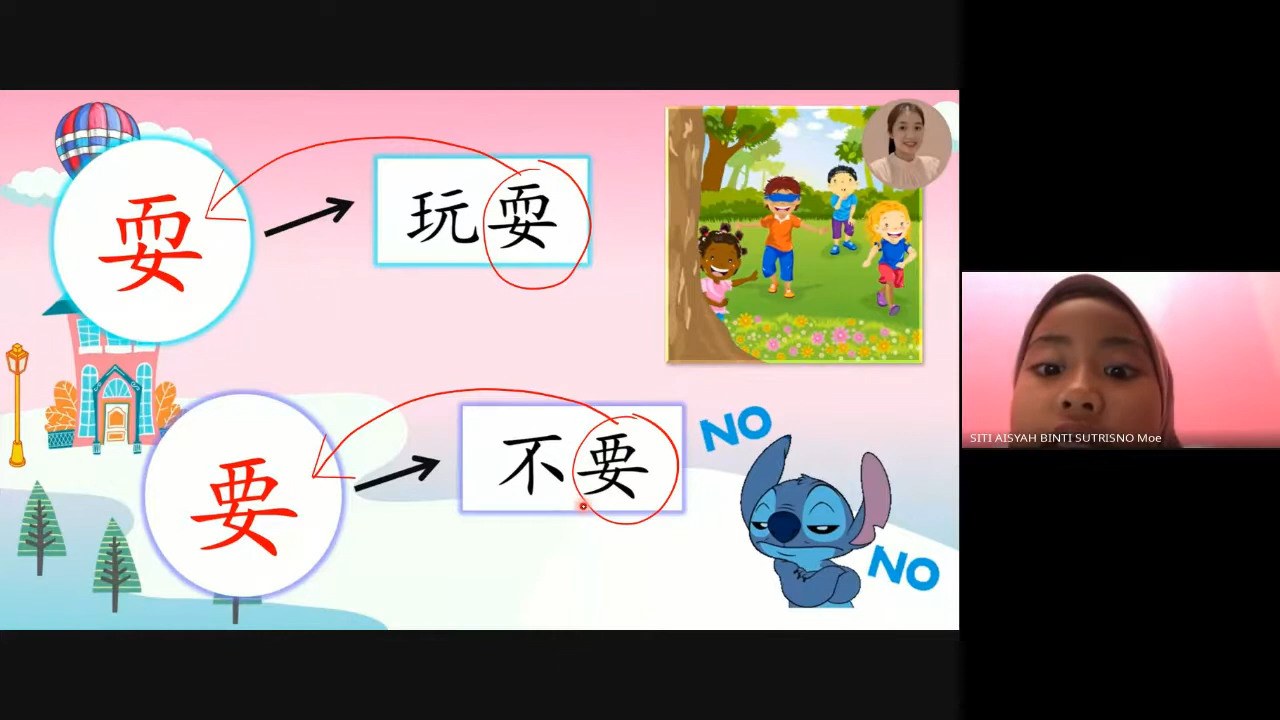 耍
玩耍
要
不要
NO
NO
SITI AISYAH BINTI SUTRISNO Moe